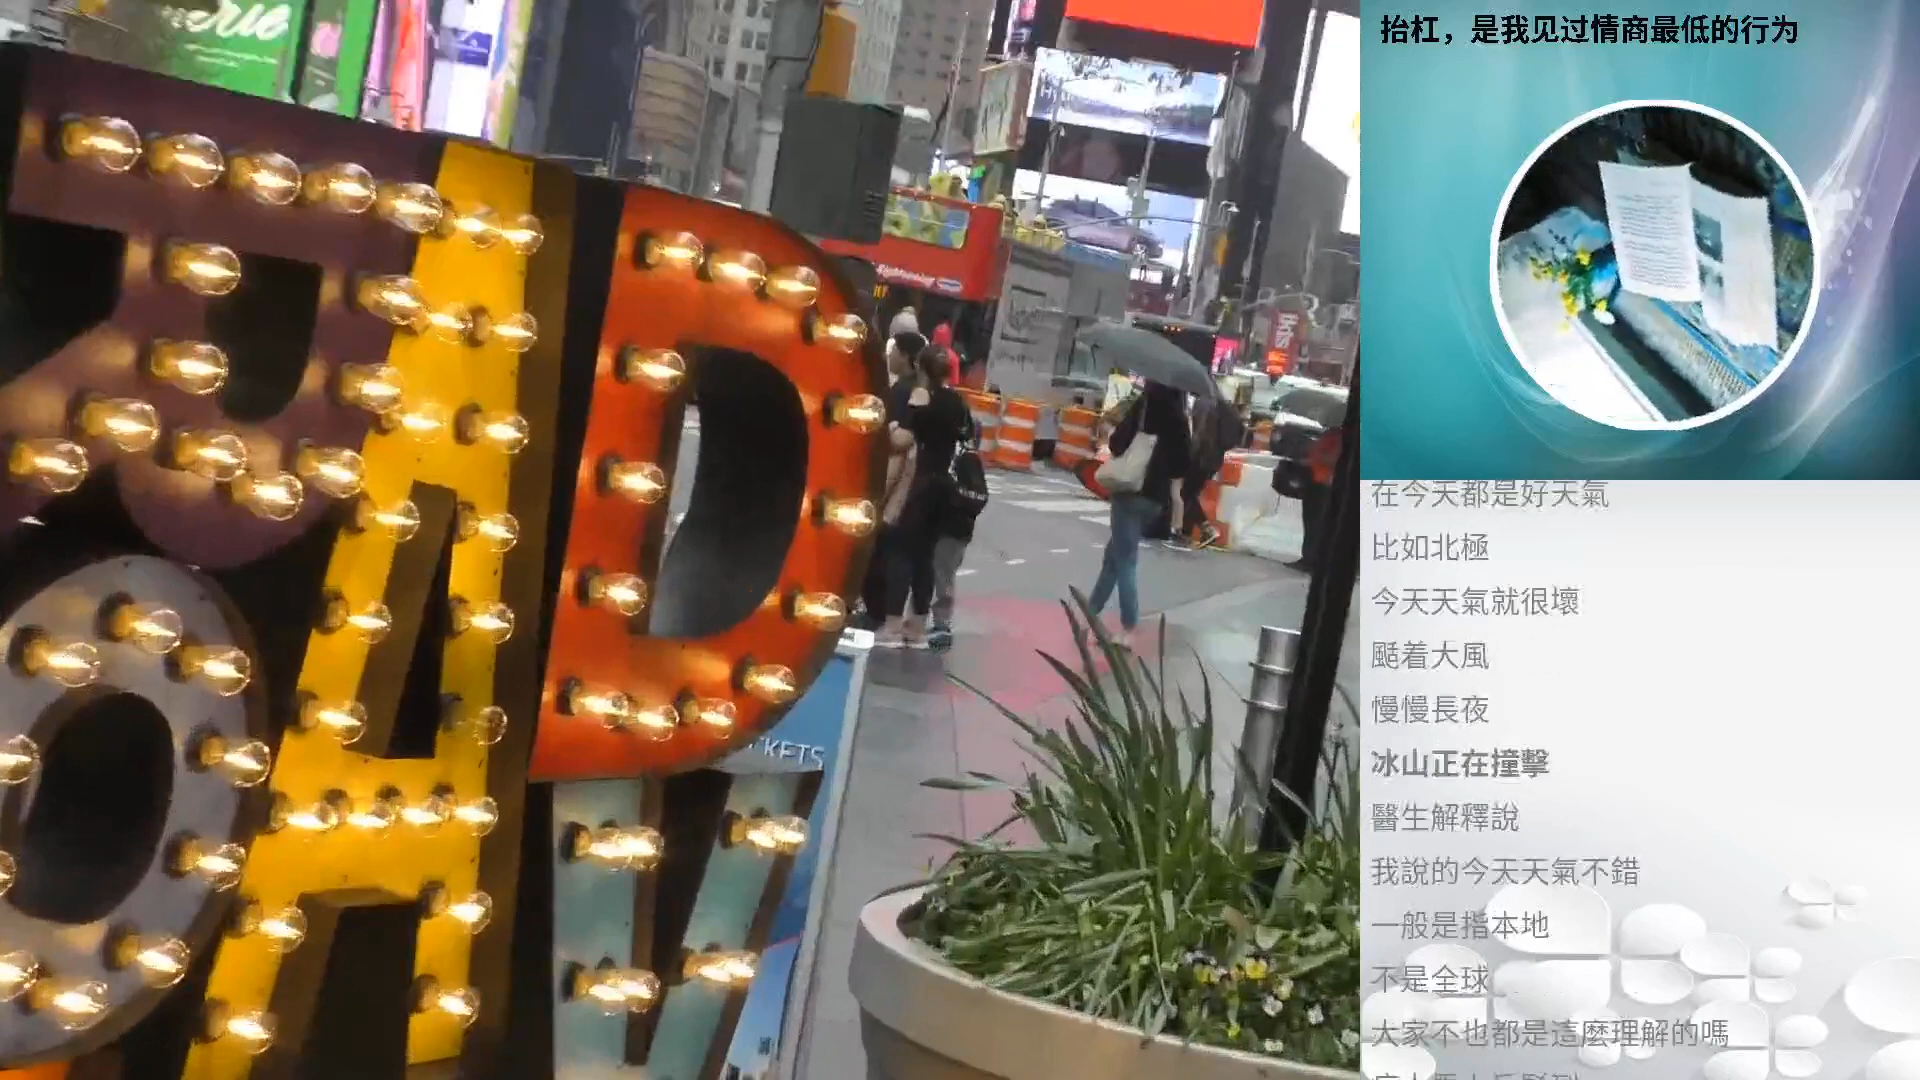 抬杠，是我见过情商最低的行为
在今天都是好天氣
比如北極
今天天氣就很壞
颳着大風
慢慢長夜
冰山正在撞擊
醫生解釋說
我說的今天天氣不錯
一般是指本地
不是全球
大家不也都是這麼理解的嗎
R
A
D
O
A
V